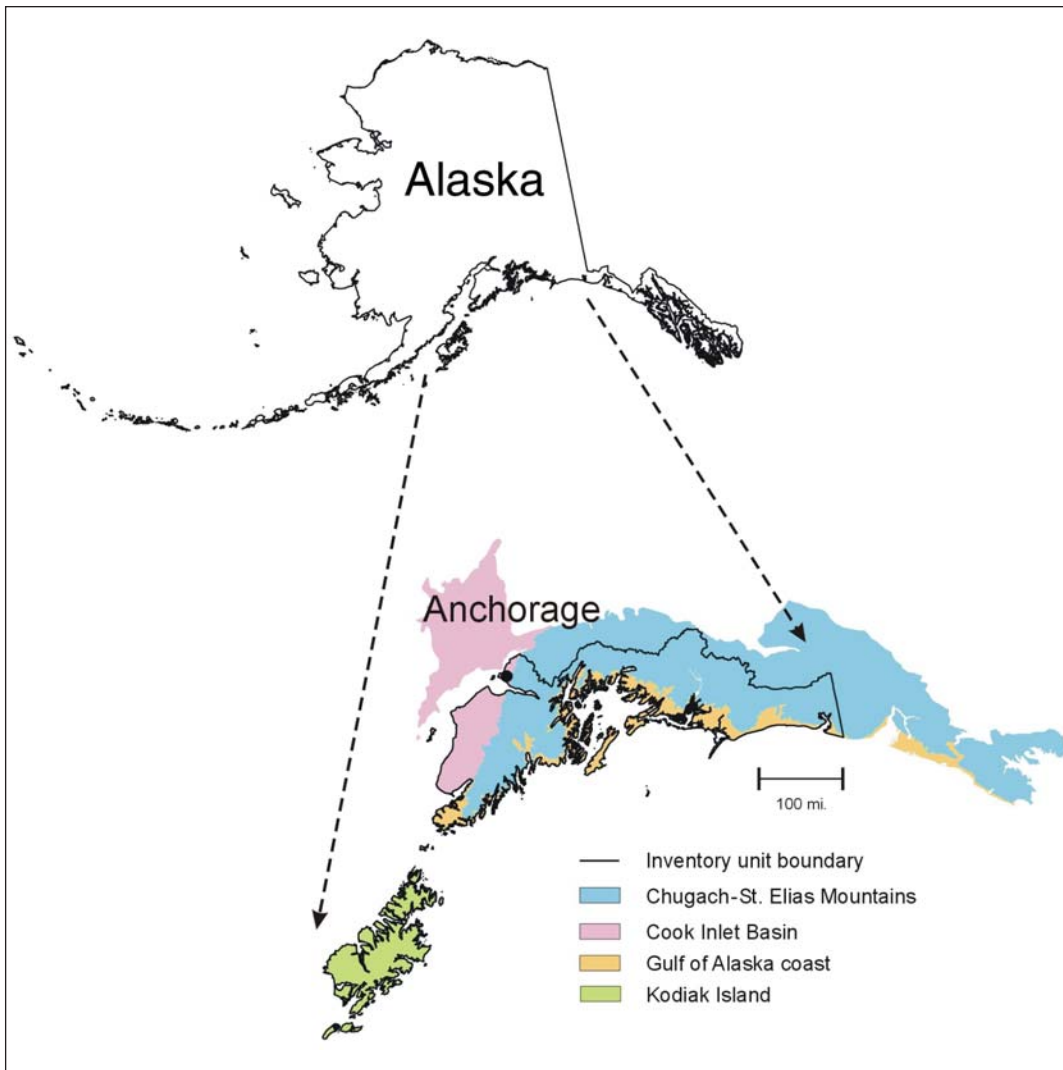 Alaska
Anchorage
100 mi.
Inventory unit boundary
Chugach-St. Elias Mountains
Cook Inlet Basin
Gulf of Alaska coast
Kodiak Island